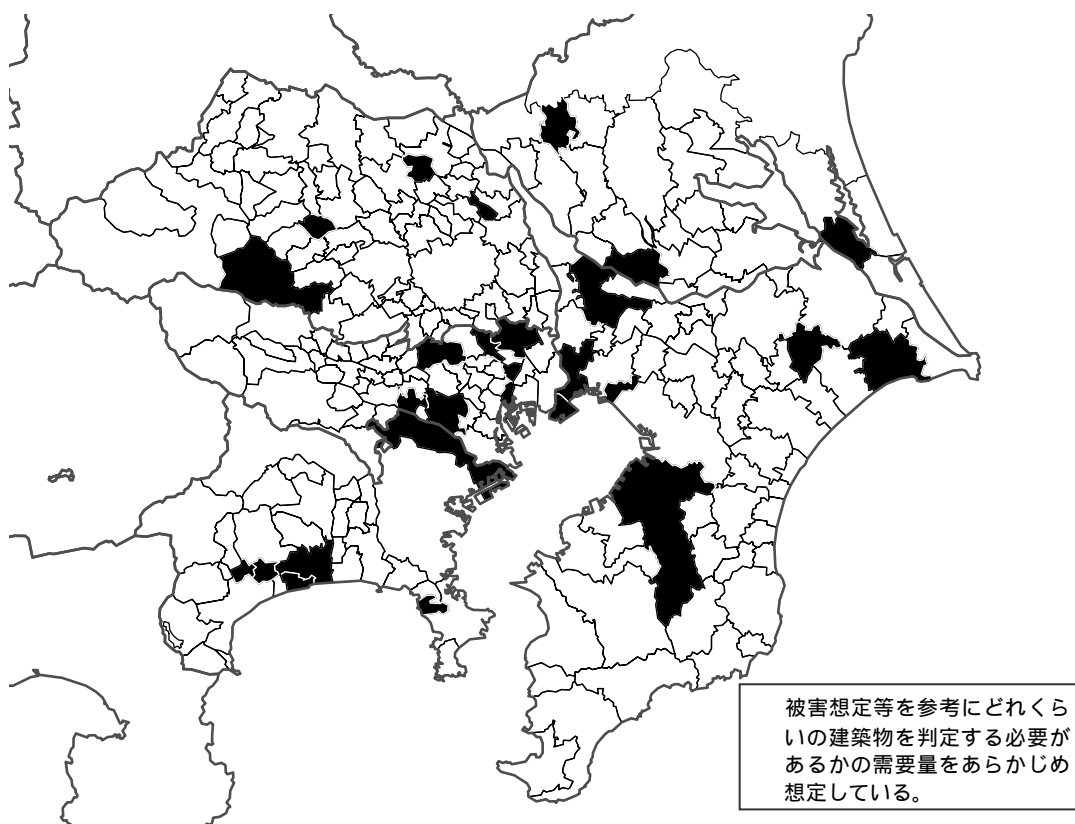 被害想定等を参考にどれくら
いの建築物を判定する必要が
あるかの需要量をあらかじめ
想定している。